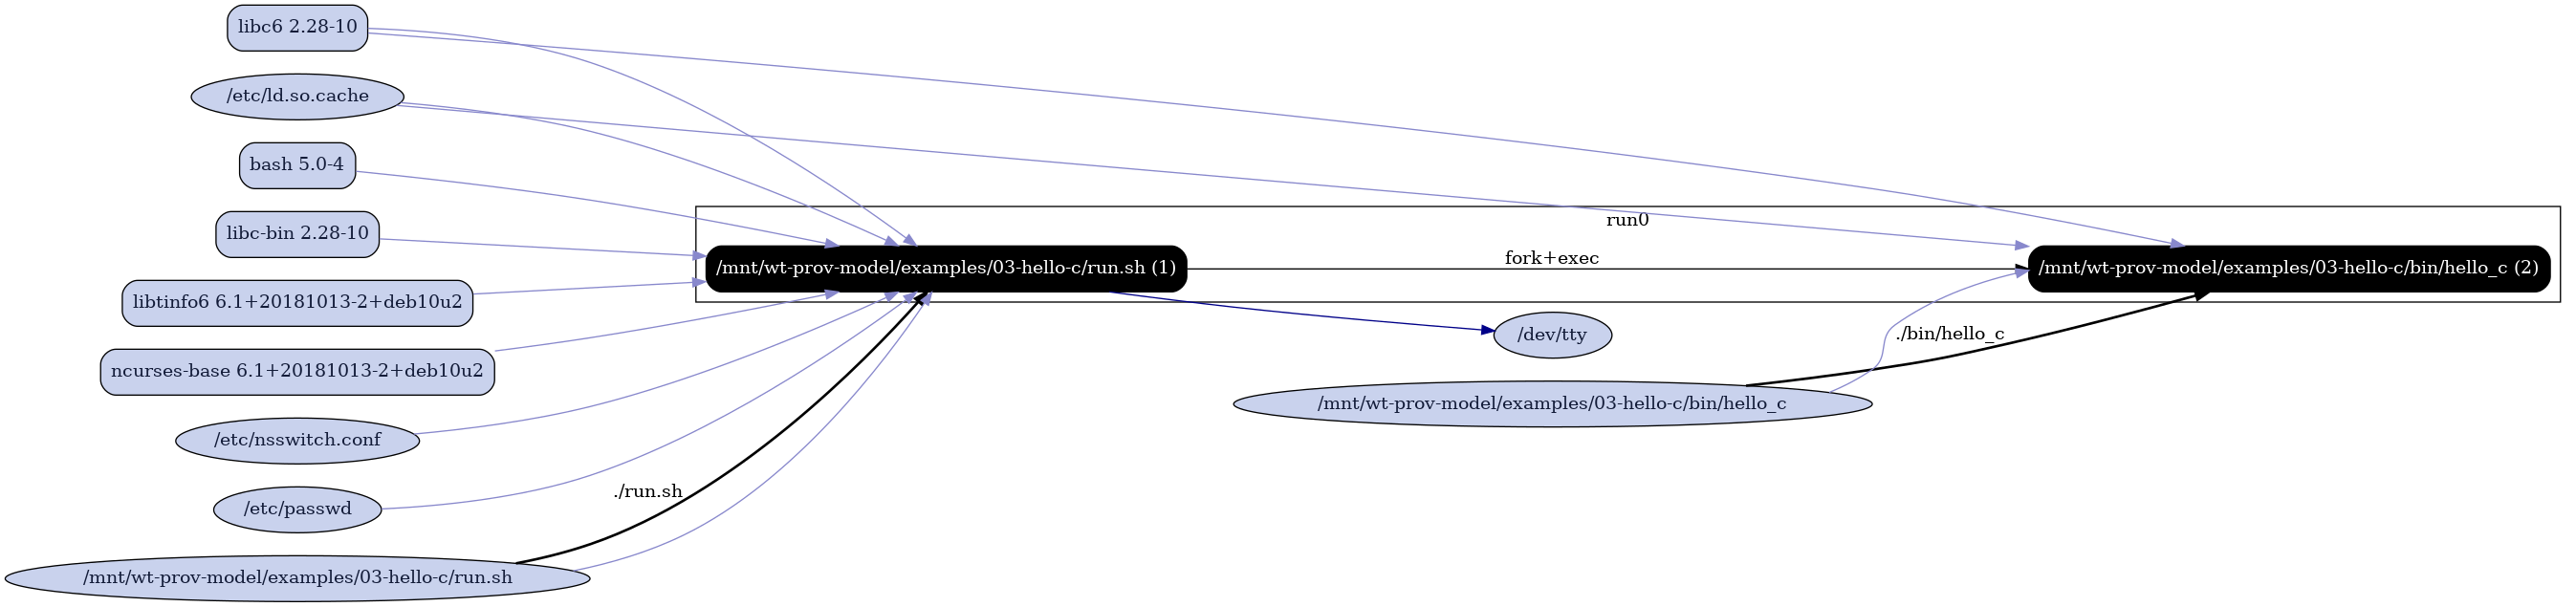 libc6 2.28-10
/etc/ld.so.cache
bash 5.0-4
libc-bin 2.28-10
libtinfo6 6.1+20181013-2+deb10u2
ncurses-base 6.1+20181013-2+deb10u2
/etc/nsswitch.conf
/etc/passwd
/mnt/wt-prov-model/examples/03-hello-c/run.sh
./run.sh
run0
/mnt/wt-prov-model/examples/03-hello-c/run.sh (1)
fork+exec
/mnt/wt-prov-model/examples/03-hello-c/bin/hello_c (2)
/dev/tty
./bin/hello_c
/mnt/wt-prov-model/examples/03-hello-c/bin/hello_c